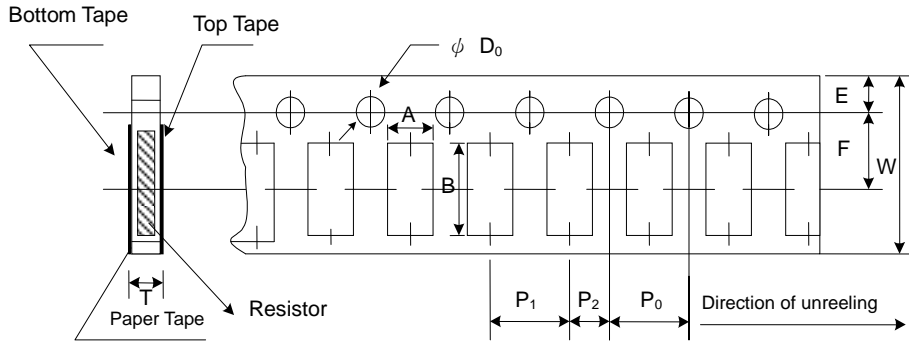 Bottom Tape
Top Tape
ϕ D₀
A
E
F
W
B
T
Paper Tape
Resistor
P₁
P₂
P₀
Direction of unreeling